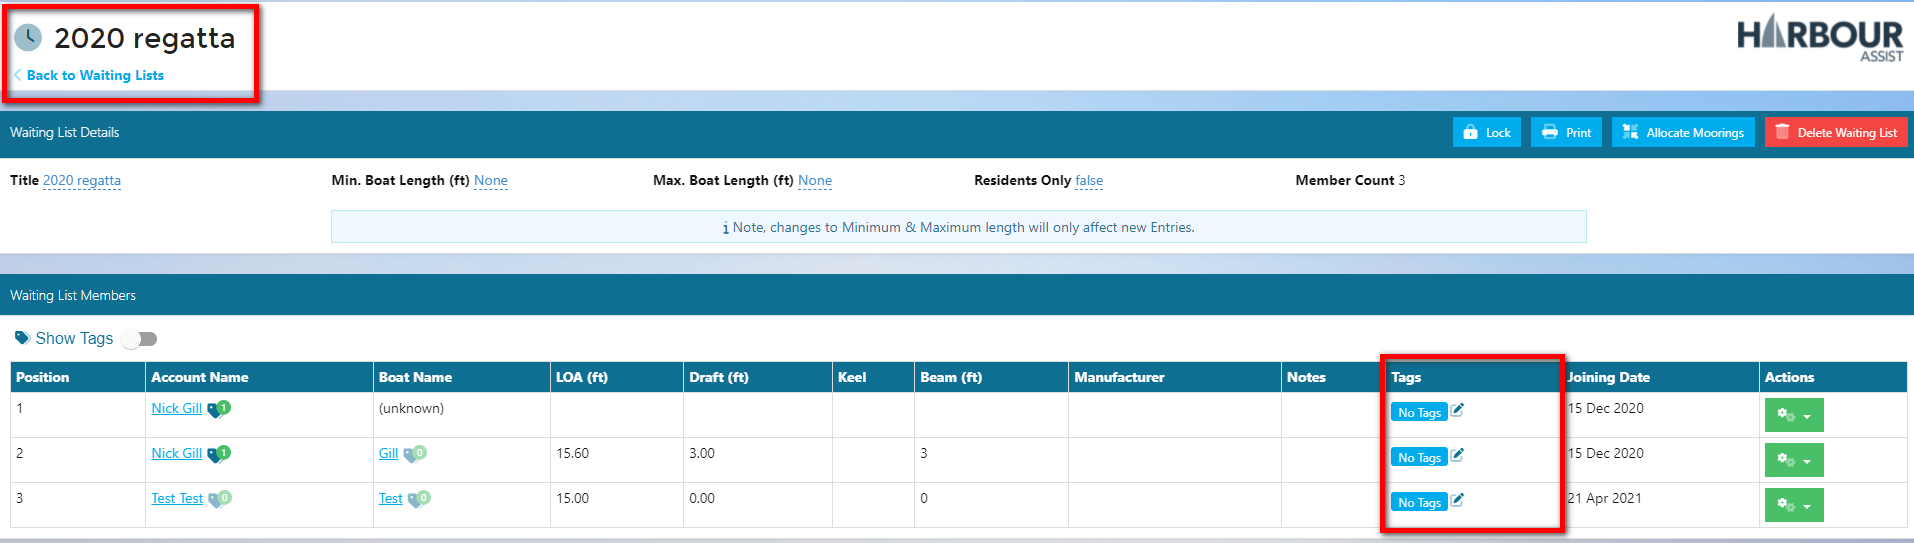 2020 regatta
Back to Waiting Lists
HARBOUR
ASSIST
Waiting List Details
Lock
Print
Allocate Moorings
Delete Waiting List
Title 2020 regatta
Min. Boat Length (ft) None
Max. Boat Length (ft) None
Residents Only false
Member Count 3
Note, changes to Minimum & Maximum length will only affect new Entries.
Waiting List Members
Show Tags
Position Account Name Boat Name LOA (ft) Draft (ft) Keel Beam (ft) Manufacturer Notes Tags Joining Date Actions
1 Nick Gill 1 (unknown) No Tags 15 Dec 2020
2 Nick Gill 1 Gill 0 15.60 3.00 3 No Tags 15 Dec 2020
3 Test Test 0 Test 0 15.00 0.00 0 No Tags 21 Apr 2021